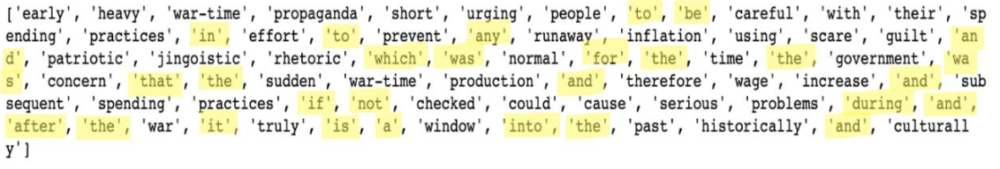 ['early', 'heavy', 'war-time', 'propaganda', 'short', 'urging', 'people', 'to', 'be', 'careful', 'with', 'their', 'sp
ending', 'practices', 'in', 'effort', 'to', 'prevent', 'any', 'runaway', 'inflation', 'using', 'scare', 'guilt', 'an
d', 'patriotic', 'jingoistic', 'rhetoric', 'which', 'was', 'normal', 'for', 'the', 'time', 'the', 'government', 'wa
s', 'concern', 'that', 'the', 'sudden', 'war-time', 'production', 'and', 'therefore', 'wage', 'increase', 'and', 'sub
sequent', 'spending', 'practices', 'if', 'not', 'checked', 'could', 'cause', 'serious', 'problems', 'during', 'and',
'after', 'the', 'war', 'it', 'truly', 'is', 'a', 'window', 'into', 'the', 'past', 'historically', 'and', 'culturall
y']